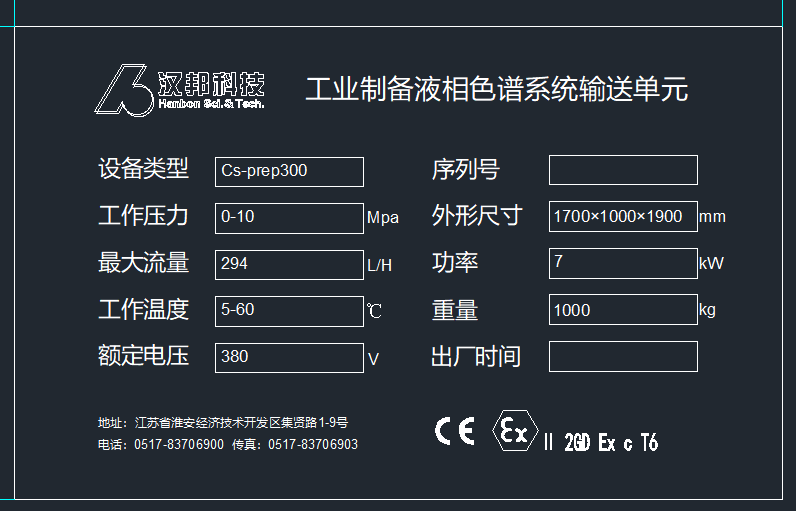 汉邦科技
Hanbon Sci.& Tech.
工业制备液相色谱系统输送单元
设备类型 Cs-prep300 序列号
工作压力 0-10 Mpa 外形尺寸 1700×1000×1900 mm
最大流量 294 L/H 功率 7 kW
工作温度 5-60 ℃ 重量 1000 kg
额定电压 380 V 出厂时间
地址：江苏省淮安经济技术开发区集贤路1-9号
电话：0517-83706900 传真：0517-83706903
CE Ex II 2GD Ex c T6